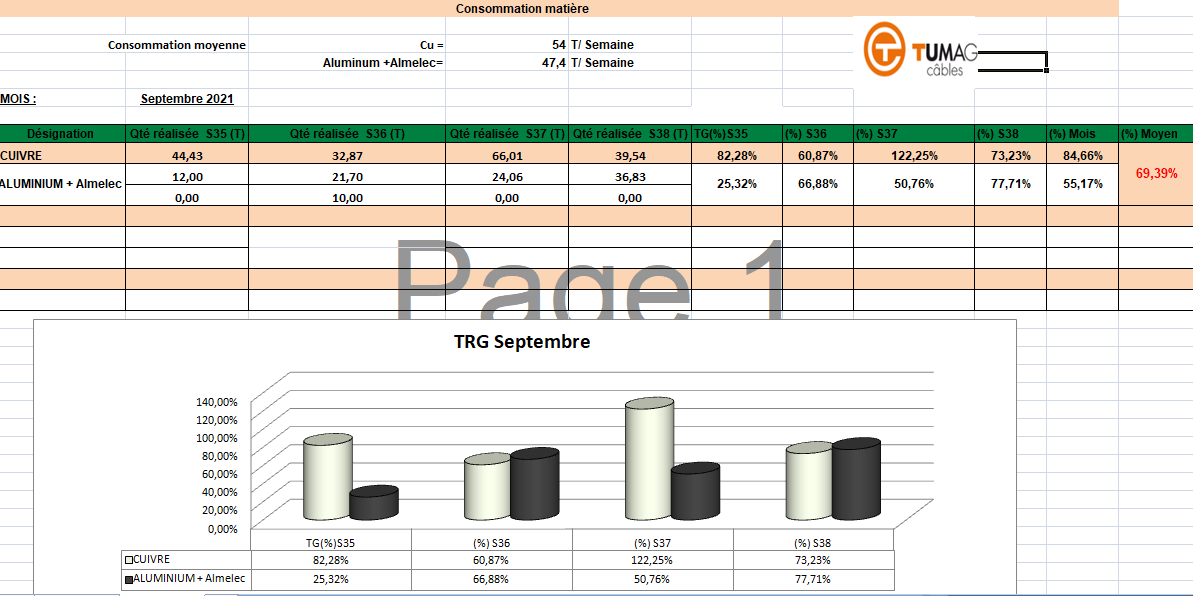 Consommation matière
Consommation moyenne Cu = 54 T/ Semaine
Aluminum +Almelec= 47,4 T/ Semaine
TUMAG
câbles
MOIS : Septembre 2021
Désignation Qté réalisée S35 (T) Qté réalisée S36 (T) Qté réalisée S37 (T) Qté réalisée S38 (T) TG(%)S35 (%) S36 (%) S37 (%) S38 (%) Mois (%) Moyen
CUIVRE 44,43 32,87 66,01 39,54 82,28% 60,87% 122,25% 73,23% 84,66% 69,39%
ALUMINIUM + Almelec 12,00 21,70 24,06 36,83 25,32% 66,88% 50,76% 77,71% 55,17%
0,00 10,00 0,00 0,00
Page 1
TRG Septembre
140,00%
120,00%
100,00%
80,00%
60,00%
40,00%
20,00%
0,00%
TG(%)S35 (%) S36 (%) S37 (%) S38
CUIVRE 82,28% 60,87% 122,25% 73,23%
ALUMINIUM + Almelec 25,32% 66,88% 50,76% 77,71%